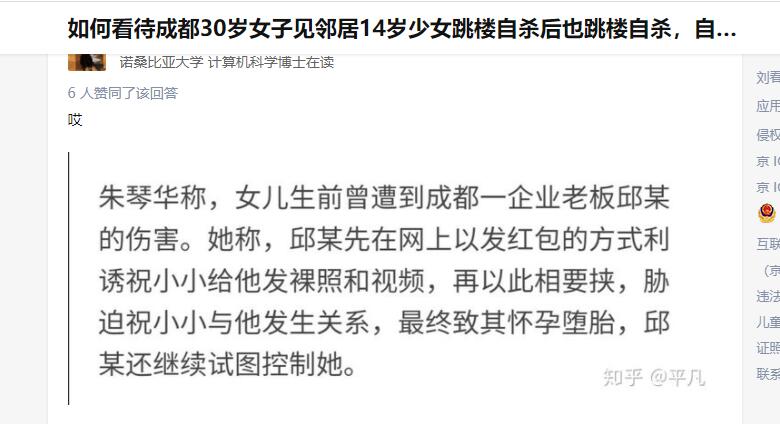 如何看待成都30岁女子见邻居14岁少女跳楼自杀后也跳楼自杀，自...
诺桑比亚大学 计算机科学博士在读
6 人赞同了该回答
哎
朱琴华称，女儿生前曾遭到成都一企业老板邱某
的伤害。她称，邱某先在网上以发红包的方式利
诱祝小小给他发裸照和视频，再以此相要挟，胁
迫祝小小与他发生关系，最终致其怀孕堕胎，邱
某还继续试图控制她。
知乎 @平凡
刘看
应用
侵权
京 I
京 I
互联
（京
违法
儿童
证照
联系